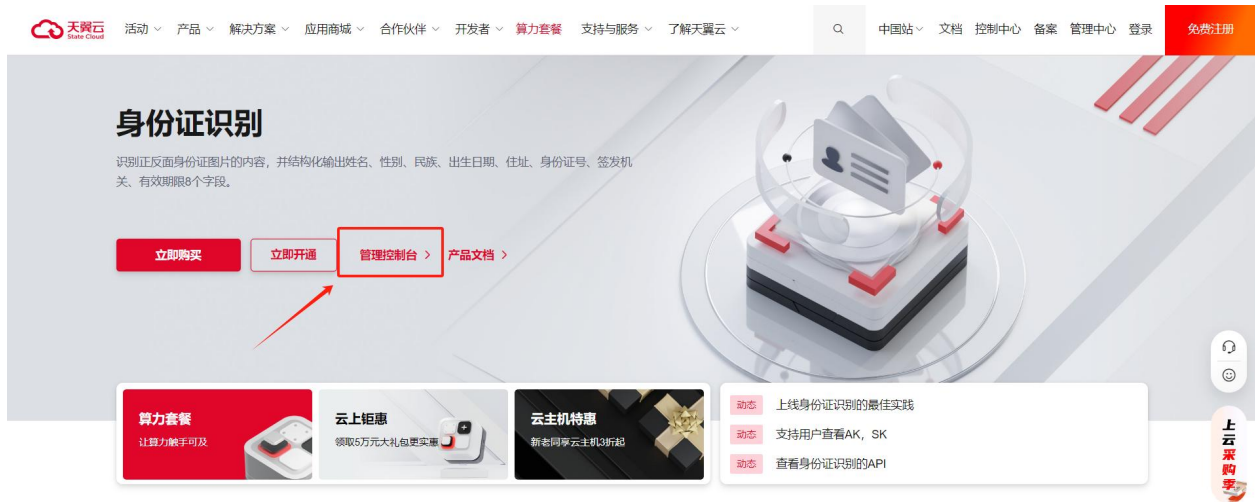 天翼云
State Cloud
活动 产品 解决方案 应用商城 合作伙伴 开发者 算力套餐 支持与服务 了解天翼云
中国站 文档 控制中心 备案 管理中心 登录 免费注册
身份证识别
识别正反面身份证图片的内容，并结构化输出姓名、性别、民族、出生日期、住址、身份证号、签发机
关、有效期限8个字段。
立即购买 立即开通 管理控制台 > 产品文档 >
算力套餐
让算力触手可及
云上钜惠
领取5万元大礼包更实惠
云主机特惠
新老同享云主机3折起
动态 上线身份证识别的最佳实践
动态 支持用户查看AK，SK
动态 查看身份证识别的API
上云采购季